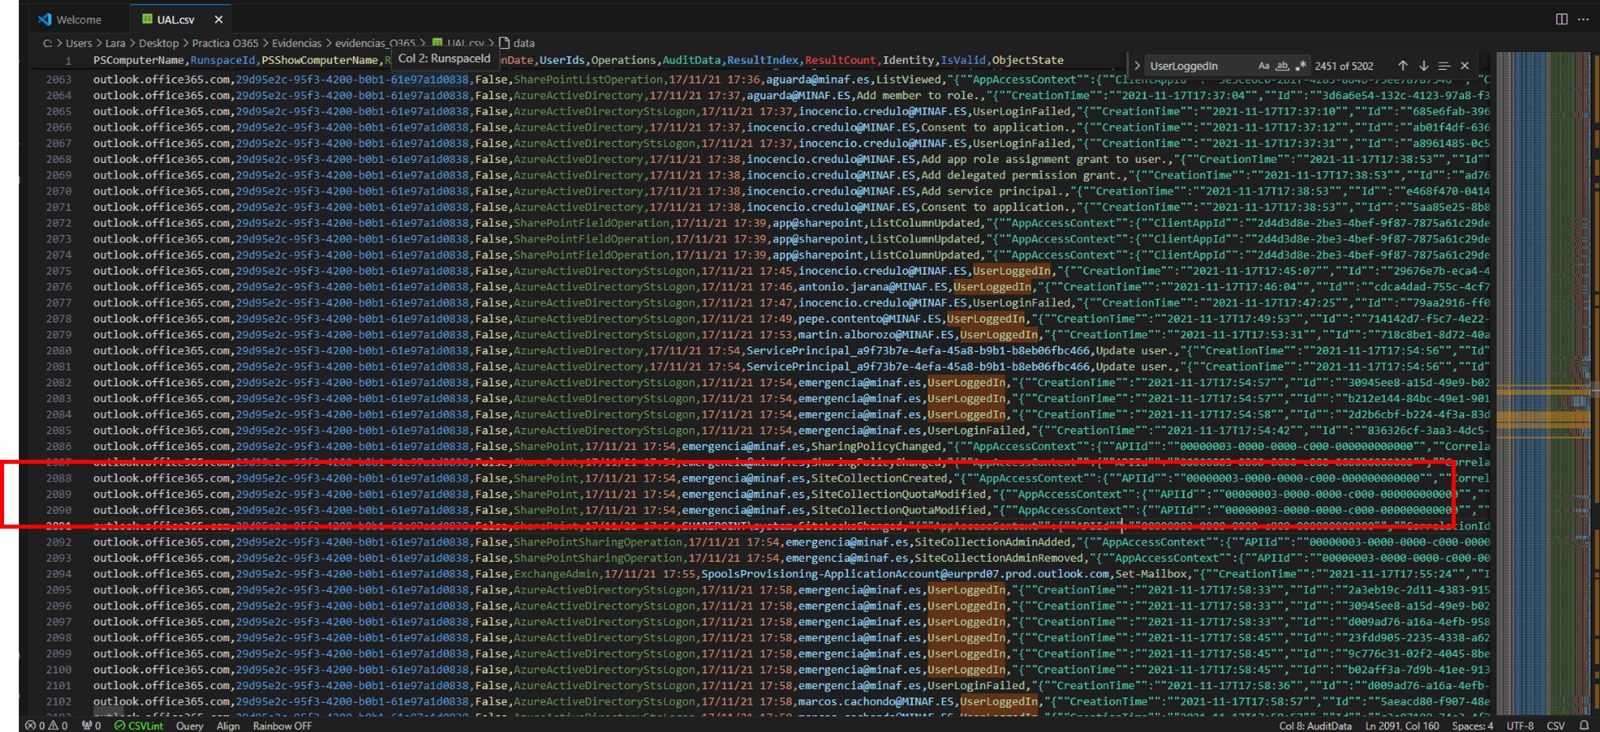 Welcome
UAL.csv
C: > Users > Lara > Desktop > Practica O365 > Evidencias > evidencias_O365 > UAL.csv > data
Col 2: RunspaceId
UserLoggedIn Aa ab .* 2451 of 5202
1 PSComputerName,RunspaceId,PSShowComputerName,R onDate,UserIds,Operations,AuditData,ResultIndex,ResultCount,Identity,IsValid,ObjectState
2063 outlook.office365.com,29d95e2c-95f3-4200-b0b1-61e97a1d0838,False,SharePointListOperation,17/11/21 17:36,aguarda@minaf.es,ListViewed,"{""AppAccessContext"":{""AADSessionId"":
2064 outlook.office365.com,29d95e2c-95f3-4200-b0b1-61e97a1d0838,False,AzureActiveDirectory,17/11/21 17:37,aguarda@MINAF.ES,Add member to role.,"{""CreationTime"":""2021-11-17T17:37:04"",""Id"":""3d6a6e54-132c-4123-97a8-f3
2065 outlook.office365.com,29d95e2c-95f3-4200-b0b1-61e97a1d0838,False,AzureActiveDirectoryStsLogon,17/11/21 17:37,inocencio.credulo@MINAF.ES,UserLoginFailed,"{""CreationTime"":""2021-11-17T17:37:10"",""Id"":""685e6fab-396
2066 outlook.office365.com,29d95e2c-95f3-4200-b0b1-61e97a1d0838,False,AzureActiveDirectory,17/11/21 17:37,inocencio.credulo@MINAF.ES,Consent to application.,"{""CreationTime"":""2021-11-17T17:37:12"",""Id"":""ab01f4df-636
2067 outlook.office365.com,29d95e2c-95f3-4200-b0b1-61e97a1d0838,False,AzureActiveDirectoryStsLogon,17/11/21 17:37,inocencio.credulo@MINAF.ES,UserLoginFailed,"{""CreationTime"":""2021-11-17T17:37:31"",""Id"":""a8961485-0c5
2068 outlook.office365.com,29d95e2c-95f3-4200-b0b1-61e97a1d0838,False,AzureActiveDirectory,17/11/21 17:38,inocencio.credulo@MINAF.ES,Add app role assignment grant to user.,"{""CreationTime"":""2021-11-17T17:38:53"",""Id"
2069 outlook.office365.com,29d95e2c-95f3-4200-b0b1-61e97a1d0838,False,AzureActiveDirectory,17/11/21 17:38,inocencio.credulo@MINAF.ES,Add delegated permission grant.,"{""CreationTime"":""2021-11-17T17:38:53"",""Id"":""ad76
2070 outlook.office365.com,29d95e2c-95f3-4200-b0b1-61e97a1d0838,False,AzureActiveDirectory,17/11/21 17:38,inocencio.credulo@MINAF.ES,Add service principal.,"{""CreationTime"":""2021-11-17T17:38:53"",""Id"":""e468f470-0414
2071 outlook.office365.com,29d95e2c-95f3-4200-b0b1-61e97a1d0838,False,AzureActiveDirectory,17/11/21 17:38,inocencio.credulo@MINAF.ES,Consent to application.,"{""CreationTime"":""2021-11-17T17:38:53"",""Id"":""5aa85e25-8b8
2072 outlook.office365.com,29d95e2c-95f3-4200-b0b1-61e97a1d0838,False,SharePointFieldOperation,17/11/21 17:39,app@sharepoint,ListColumnUpdated,"{""AppAccessContext"":{""ClientAppId"":""2d4d3d8e-2be3-4bef-9f87-7875a61c29de
2073 outlook.office365.com,29d95e2c-95f3-4200-b0b1-61e97a1d0838,False,SharePointFieldOperation,17/11/21 17:39,app@sharepoint,ListColumnUpdated,"{""AppAccessContext"":{""ClientAppId"":""2d4d3d8e-2be3-4bef-9f87-7875a61c29de
2074 outlook.office365.com,29d95e2c-95f3-4200-b0b1-61e97a1d0838,False,SharePointFieldOperation,17/11/21 17:39,app@sharepoint,ListColumnUpdated,"{""AppAccessContext"":{""ClientAppId"":""2d4d3d8e-2be3-4bef-9f87-7875a61c29de
2075 outlook.office365.com,29d95e2c-95f3-4200-b0b1-61e97a1d0838,False,AzureActiveDirectoryStsLogon,17/11/21 17:45,inocencio.credulo@MINAF.ES,UserLoggedIn,"{""CreationTime"":""2021-11-17T17:45:07"",""Id"":""29676e7b-eca4-4
2076 outlook.office365.com,29d95e2c-95f3-4200-b0b1-61e97a1d0838,False,AzureActiveDirectoryStsLogon,17/11/21 17:46,antonio.jarana@MINAF.ES,UserLoggedIn,"{""CreationTime"":""2021-11-17T17:46:04"",""Id"":""cdca4dad-755c-4cf7
2077 outlook.office365.com,29d95e2c-95f3-4200-b0b1-61e97a1d0838,False,AzureActiveDirectoryStsLogon,17/11/21 17:47,inocencio.credulo@MINAF.ES,UserLoginFailed,"{""CreationTime"":""2021-11-17T17:47:25"",""Id"":""79aa2916-ff0
2078 outlook.office365.com,29d95e2c-95f3-4200-b0b1-61e97a1d0838,False,AzureActiveDirectoryStsLogon,17/11/21 17:49,pepe.contento@MINAF.ES,UserLoggedIn,"{""CreationTime"":""2021-11-17T17:49:53"",""Id"":""714142d7-f5c7-4e22-
2079 outlook.office365.com,29d95e2c-95f3-4200-b0b1-61e97a1d0838,False,AzureActiveDirectoryStsLogon,17/11/21 17:53,martin.alborozo@MINAF.ES,UserLoggedIn,"{""CreationTime"":""2021-11-17T17:53:31"",""Id"":""718c8be1-8d72-40a
2080 outlook.office365.com,29d95e2c-95f3-4200-b0b1-61e97a1d0838,False,AzureActiveDirectory,17/11/21 17:54,ServicePrincipal_a9f73b7e-4efa-45a8-b9b1-b8eb06fbc466,Update user.,"{""CreationTime"":""2021-11-17T17:54:56"",""Id
2081 outlook.office365.com,29d95e2c-95f3-4200-b0b1-61e97a1d0838,False,AzureActiveDirectory,17/11/21 17:54,ServicePrincipal_a9f73b7e-4efa-45a8-b9b1-b8eb06fbc466,Update user.,"{""CreationTime"":""2021-11-17T17:54:56"",""Id
2082 outlook.office365.com,29d95e2c-95f3-4200-b0b1-61e97a1d0838,False,AzureActiveDirectoryStsLogon,17/11/21 17:54,emergencia@minaf.es,UserLoggedIn,"{""CreationTime"":""2021-11-17T17:54:57"",""Id"":""30945ee8-a15d-49e9-b02
2083 outlook.office365.com,29d95e2c-95f3-4200-b0b1-61e97a1d0838,False,AzureActiveDirectoryStsLogon,17/11/21 17:54,emergencia@minaf.es,UserLoggedIn,"{""CreationTime"":""2021-11-17T17:54:57"",""Id"":""b212e144-84bc-49e1-901
2084 outlook.office365.com,29d95e2c-95f3-4200-b0b1-61e97a1d0838,False,AzureActiveDirectoryStsLogon,17/11/21 17:54,emergencia@minaf.es,UserLoggedIn,"{""CreationTime"":""2021-11-17T17:54:58"",""Id"":""2d2b6cbf-b224-4f3a-83d
2085 outlook.office365.com,29d95e2c-95f3-4200-b0b1-61e97a1d0838,False,AzureActiveDirectoryStsLogon,17/11/21 17:54,emergencia@minaf.es,UserLoginFailed,"{""CreationTime"":""2021-11-17T17:54:42"",""Id"":""836326cf-3aa3-4dc5-
2086 outlook.office365.com,29d95e2c-95f3-4200-b0b1-61e97a1d0838,False,SharePoint,17/11/21 17:54,emergencia@minaf.es,SharingPolicyChanged,"{""AppAccessContext"":{""APIId"":""00000003-0000-0000-c000-000000000000"",""Correla
2087 outlook.office365.com,29d95e2c-95f3-4200-b0b1-61e97a1d0838,False,SharePoint,17/11/21 17:54,emergencia@minaf.es,SharingPolicyChanged,"{""AppAccessContext"":{""APIId"":""00000003-0000-0000-c000-000000000000"",""Correla
2088 outlook.office365.com,29d95e2c-95f3-4200-b0b1-61e97a1d0838,False,SharePoint,17/11/21 17:54,emergencia@minaf.es,SiteCollectionCreated,"{""AppAccessContext"":{""APIId"":""00000003-0000-0000-c000-000000000000"",""Correl
2089 outlook.office365.com,29d95e2c-95f3-4200-b0b1-61e97a1d0838,False,SharePoint,17/11/21 17:54,emergencia@minaf.es,SiteCollectionQuotaModified,"{""AppAccessContext"":{""APIId"":""00000003-0000-0000-c000-000000000000"",""
2090 outlook.office365.com,29d95e2c-95f3-4200-b0b1-61e97a1d0838,False,SharePoint,17/11/21 17:54,emergencia@minaf.es,SiteCollectionQuotaModified,"{""AppAccessContext"":{""APIId"":""00000003-0000-0000-c000-000000000000"",""
2091 outlook.office365.com,29d95e2c-95f3-4200-b0b1-61e97a1d0838,False,SharePoint,17/11/21 17:54,SHAREPOINT\system,SiteLocksChanged,"{""AppAccessContext"":{""APIId"":""00000003-0000-0000-c000-000000000000"",""CorrelationId
2092 outlook.office365.com,29d95e2c-95f3-4200-b0b1-61e97a1d0838,False,SharePointSharingOperation,17/11/21 17:54,emergencia@minaf.es,SiteCollectionAdminAdded,"{""AppAccessContext"":{""APIId"":""00000003-0000-0000-c000-0000
2093 outlook.office365.com,29d95e2c-95f3-4200-b0b1-61e97a1d0838,False,SharePointSharingOperation,17/11/21 17:54,emergencia@minaf.es,SiteCollectionAdminRemoved,"{""AppAccessContext"":{""APIId"":""00000003-0000-0000-c000-00
2094 outlook.office365.com,29d95e2c-95f3-4200-b0b1-61e97a1d0838,False,ExchangeAdmin,17/11/21 17:55,SpoolsProvisioning-ApplicationAccount@eurprd07.prod.outlook.com,Set-Mailbox,"{""CreationTime"":""2021-11-17T17:55:24"",""I
2095 outlook.office365.com,29d95e2c-95f3-4200-b0b1-61e97a1d0838,False,AzureActiveDirectoryStsLogon,17/11/21 17:58,emergencia@minaf.es,UserLoggedIn,"{""CreationTime"":""2021-11-17T17:58:33"",""Id"":""2a3eb19c-2d11-4383-915
2096 outlook.office365.com,29d95e2c-95f3-4200-b0b1-61e97a1d0838,False,AzureActiveDirectoryStsLogon,17/11/21 17:58,emergencia@minaf.es,UserLoggedIn,"{""CreationTime"":""2021-11-17T17:58:33"",""Id"":""30945ee8-a15d-49e9-b02
2097 outlook.office365.com,29d95e2c-95f3-4200-b0b1-61e97a1d0838,False,AzureActiveDirectoryStsLogon,17/11/21 17:58,emergencia@minaf.es,UserLoggedIn,"{""CreationTime"":""2021-11-17T17:58:33"",""Id"":""d009ad76-a16a-4efb-958
2098 outlook.office365.com,29d95e2c-95f3-4200-b0b1-61e97a1d0838,False,AzureActiveDirectoryStsLogon,17/11/21 17:58,emergencia@minaf.es,UserLoggedIn,"{""CreationTime"":""2021-11-17T17:58:45"",""Id"":""23fdd905-2235-4338-a62
2099 outlook.office365.com,29d95e2c-95f3-4200-b0b1-61e97a1d0838,False,AzureActiveDirectoryStsLogon,17/11/21 17:58,emergencia@minaf.es,UserLoggedIn,"{""CreationTime"":""2021-11-17T17:58:45"",""Id"":""9c776c31-02f2-4045-8be
2100 outlook.office365.com,29d95e2c-95f3-4200-b0b1-61e97a1d0838,False,AzureActiveDirectoryStsLogon,17/11/21 17:58,emergencia@minaf.es,UserLoggedIn,"{""CreationTime"":""2021-11-17T17:58:45"",""Id"":""b02aff3a-7d9b-41ee-913
2101 outlook.office365.com,29d95e2c-95f3-4200-b0b1-61e97a1d0838,False,AzureActiveDirectoryStsLogon,17/11/21 17:58,emergencia@minaf.es,UserLoginFailed,"{""CreationTime"":""2021-11-17T17:58:36"",""Id"":""d009ad76-a16a-4efb-
2102 outlook.office365.com,29d95e2c-95f3-4200-b0b1-61e97a1d0838,False,AzureActiveDirectoryStsLogon,17/11/21 17:58,marcos.cachondo@MINAF.ES,UserLoggedIn,"{""CreationTime"":""2021-11-17T17:58:57"",""Id"":""5aeacd80-f907-48e
0 0 0 CSVLint Query Align Rainbow OFF Col 8: AuditData Ln 2091, Col 160 Spaces: 4 UTF-8 CSV